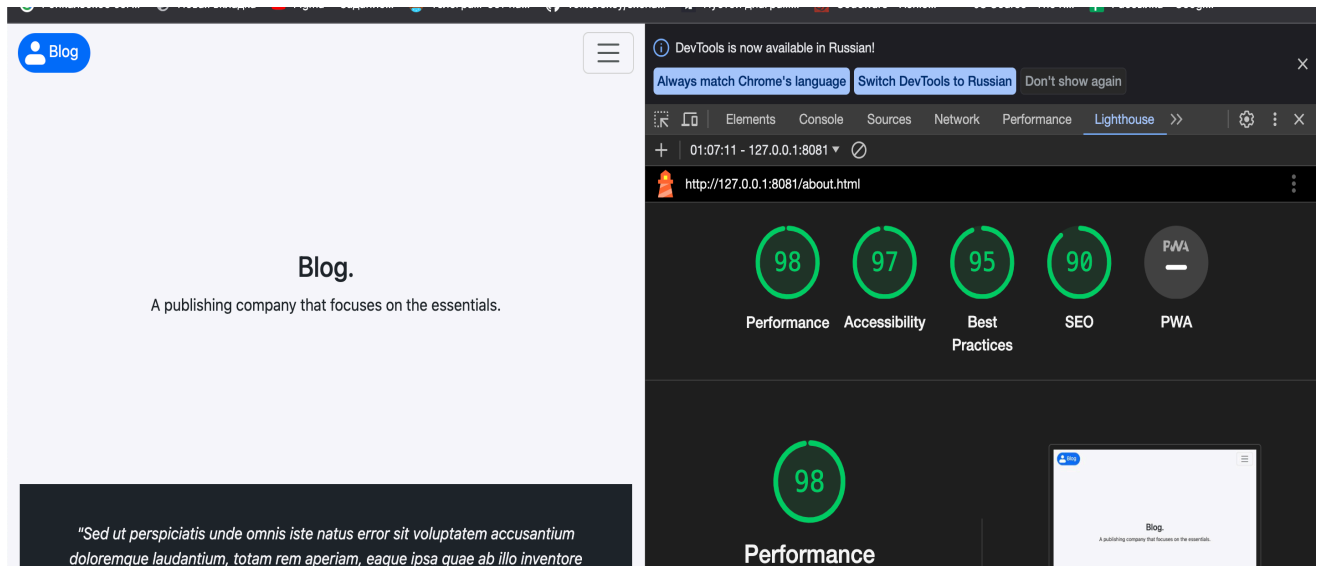 Blog
DevTools is now available in Russian!
Always match Chrome's language Switch DevTools to Russian Don't show again
Elements Console Sources Network Performance Lighthouse
01:07:11 - 127.0.0.1:8081
http://127.0.0.1:8081/about.html
98 97 95 90 PWA
Performance Accessibility Best Practices SEO PWA
Blog.
A publishing company that focuses on the essentials.
"Sed ut perspiciatis unde omnis iste natus error sit voluptatem accusantium
doloremque laudantium, totam rem aperiam, eaque ipsa quae ab illo inventore
98
Performance
Blog
Blog.
A publishing company that focuses on the essentials.